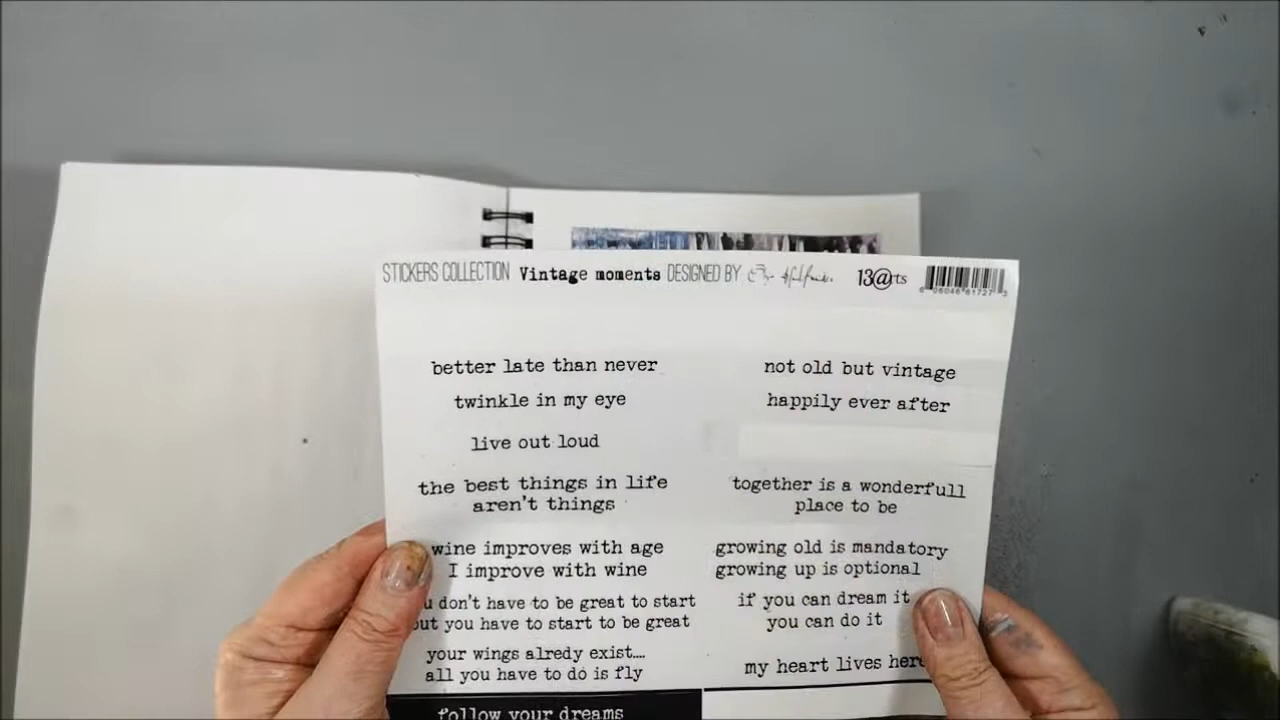 STICKERS COLLECTION Vintage moments DESIGNED BY
13@rts
better late than never
twinkle in my eye
live out loud
the best things in life
aren't things
wine improves with age
I improve with wine
u don't have to be great to start
but you have to start to be great
your wings alredy exist....
all you have to do is fly
follow your dreams
not old but vintage
happily ever after
together is a wonderfull
place to be
growing old is mandatory
growing up is optional
if you can dream it
you can do it
my heart lives here